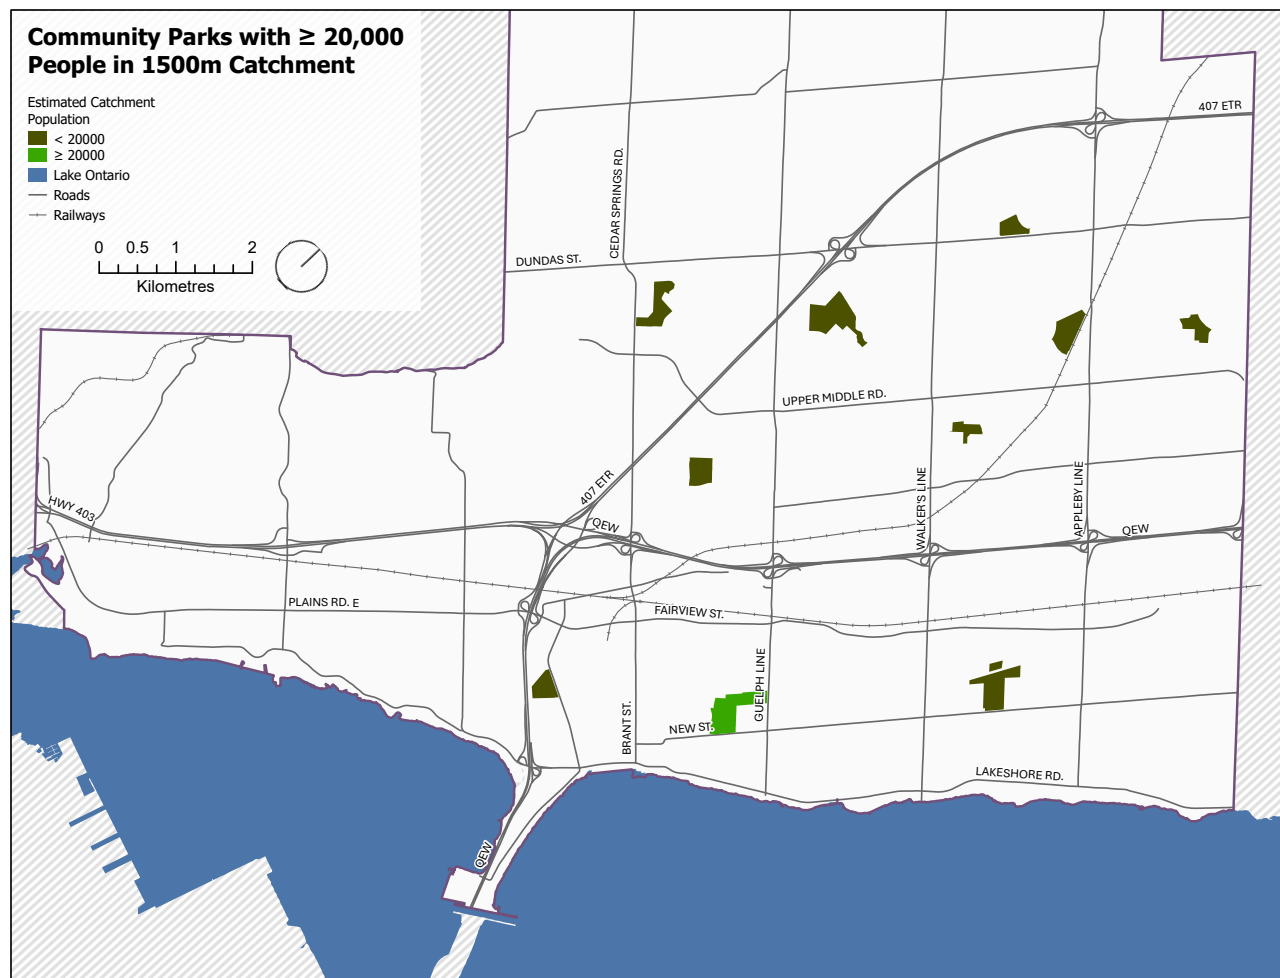 Community Parks with ≥ 20,000
People in 1500m Catchment
Estimated Catchment
Population
< 20000
≥ 20000
Lake Ontario
Roads
Railways
0 0.5 1 2
Kilometres
407 ETR
CEDAR SPRINGS RD.
DUNDAS ST.
UPPER MIDDLE RD.
407 ETR
HWY 403
QEW
WALKER'S LINE
APPLEBY LINE
QEW
PLAINS RD. E
FAIRVIEW ST.
GUELPH LINE
BRANT ST.
NEW ST.
LAKESHORE RD.
QEW